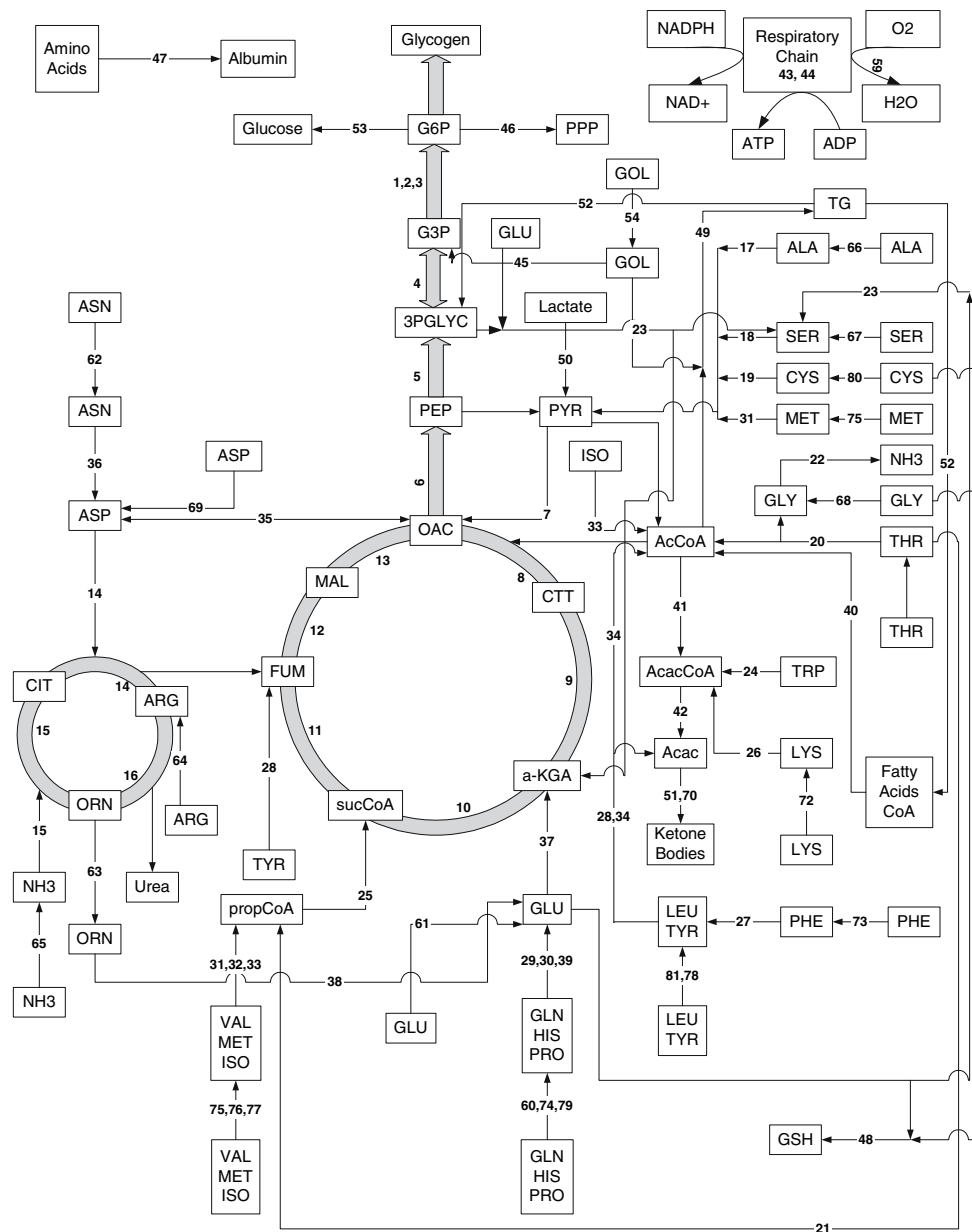 Amino
Acids
47
Albumin
Glycogen
NADPH
Respiratory
Chain
43, 44
O2
59
NAD+
H2O
ATP
ADP
Glucose
53
G6P
46
PPP
1,2,3
GOL
52
54
TG
49
G3P
GLU
45
GOL
17
ALA
66
ALA
4
ASN
Lactate
23
3PGLYC
23
18
SER
67
SER
62
50
5
19
CYS
80
CYS
ASN
PEP
PYR
31
MET
75
MET
36
ASP
ISO
22
NH3
52
6
GLY
68
GLY
69
ASP
35
7
33
OAC
AcCoA
20
THR
13
8
MAL
CTT
14
41
40
34
12
THR
FUM
AcacCoA
24
TRP
CIT
14
ARG
9
15
42
11
28
26
LYS
Acac
16
64
a-KGA
Fatty
Acids
CoA
ORN
sucCoA
10
51,70
72
28,34
15
ARG
37
Ketone
Bodies
LYS
63
TYR
NH3
Urea
25
propCoA
61
GLU
LEU
TYR
27
PHE
73
PHE
65
ORN
31,32,33
29,30,39
38
81,78
NH3
VAL
MET
ISO
GLU
GLN
HIS
PRO
LEU
TYR
75,76,77
60,74,79
GSH
48
VAL
MET
ISO
GLN
HIS
PRO
21